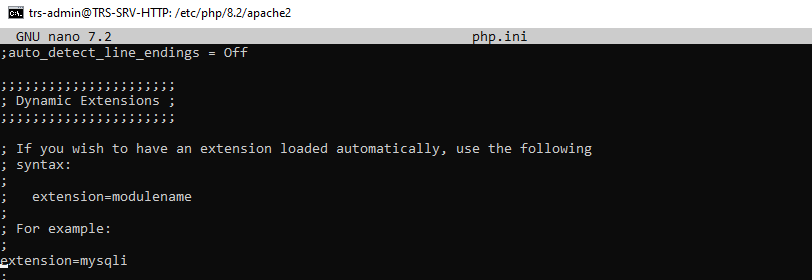 trs-admin@TRS-SRV-HTTP: /etc/php/8.2/apache2
GNU nano 7.2 php.ini
;auto_detect_line_endings = Off
;;;;;;;;;;;;;;;;;;;;;;
; Dynamic Extensions ;
;;;;;;;;;;;;;;;;;;;;;;
; If you wish to have an extension loaded automatically, use the following
; syntax:
;
;   extension=modulename
;
; For example:
;
extension=mysqli
;